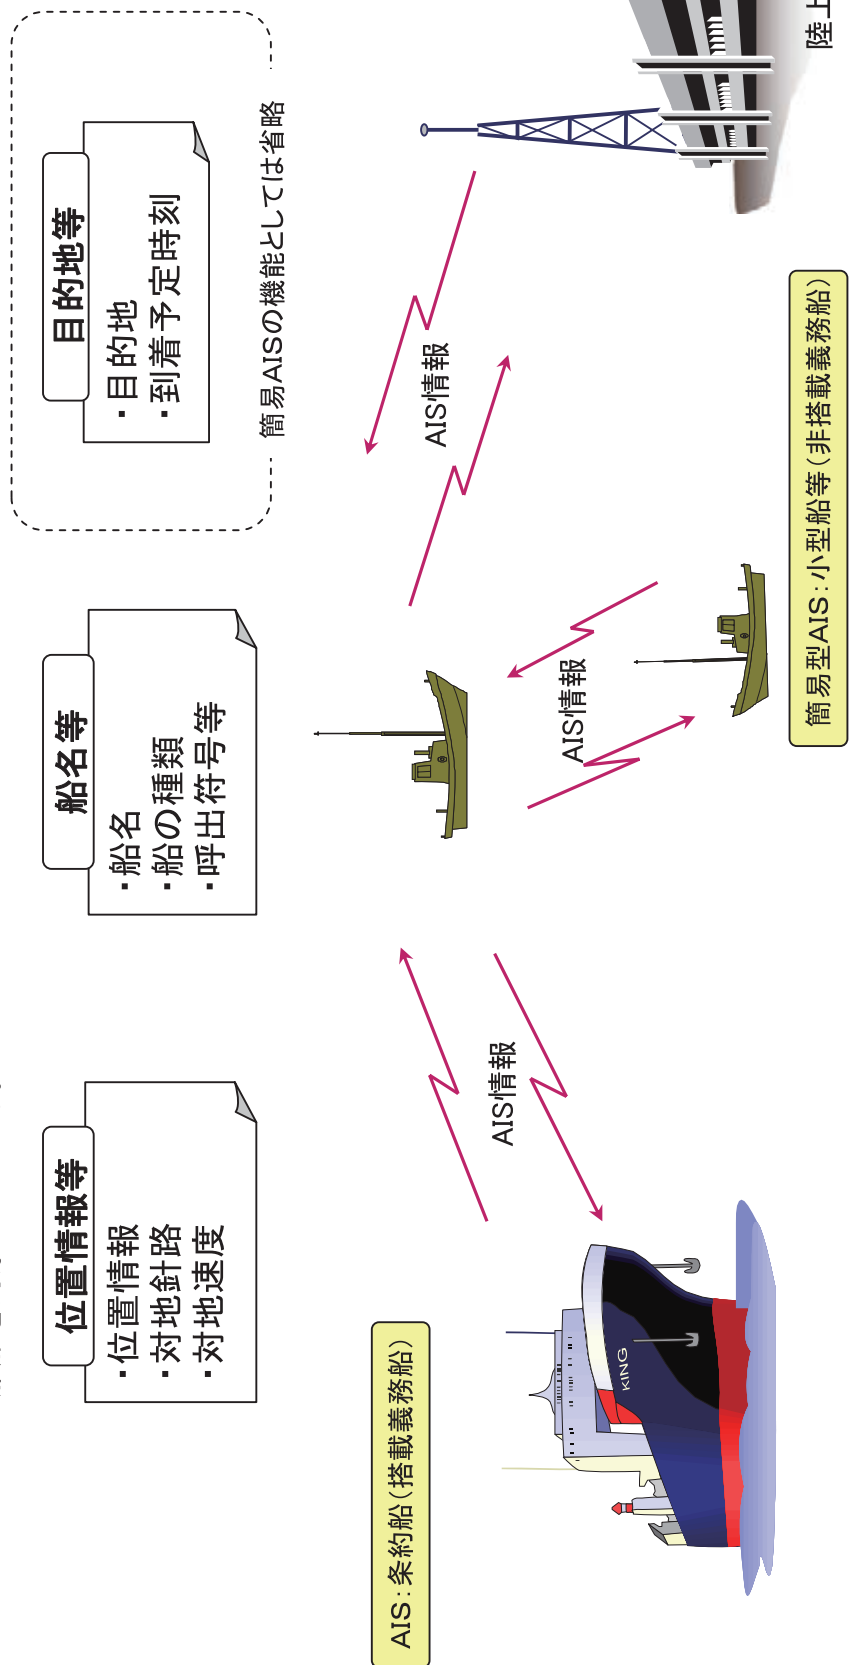 位置情報等
・位置情報
・対地針路
・対地速度
船名等
・船名
・船の種類
・呼出符号等
目的地等
・目的地
・到着予定時刻
簡易AISの機能としては省略
AIS：条約船（搭載義務船）
AIS情報
AIS情報
AIS情報
KING
簡易型AIS：小型船等（非搭載義務船）
陸上